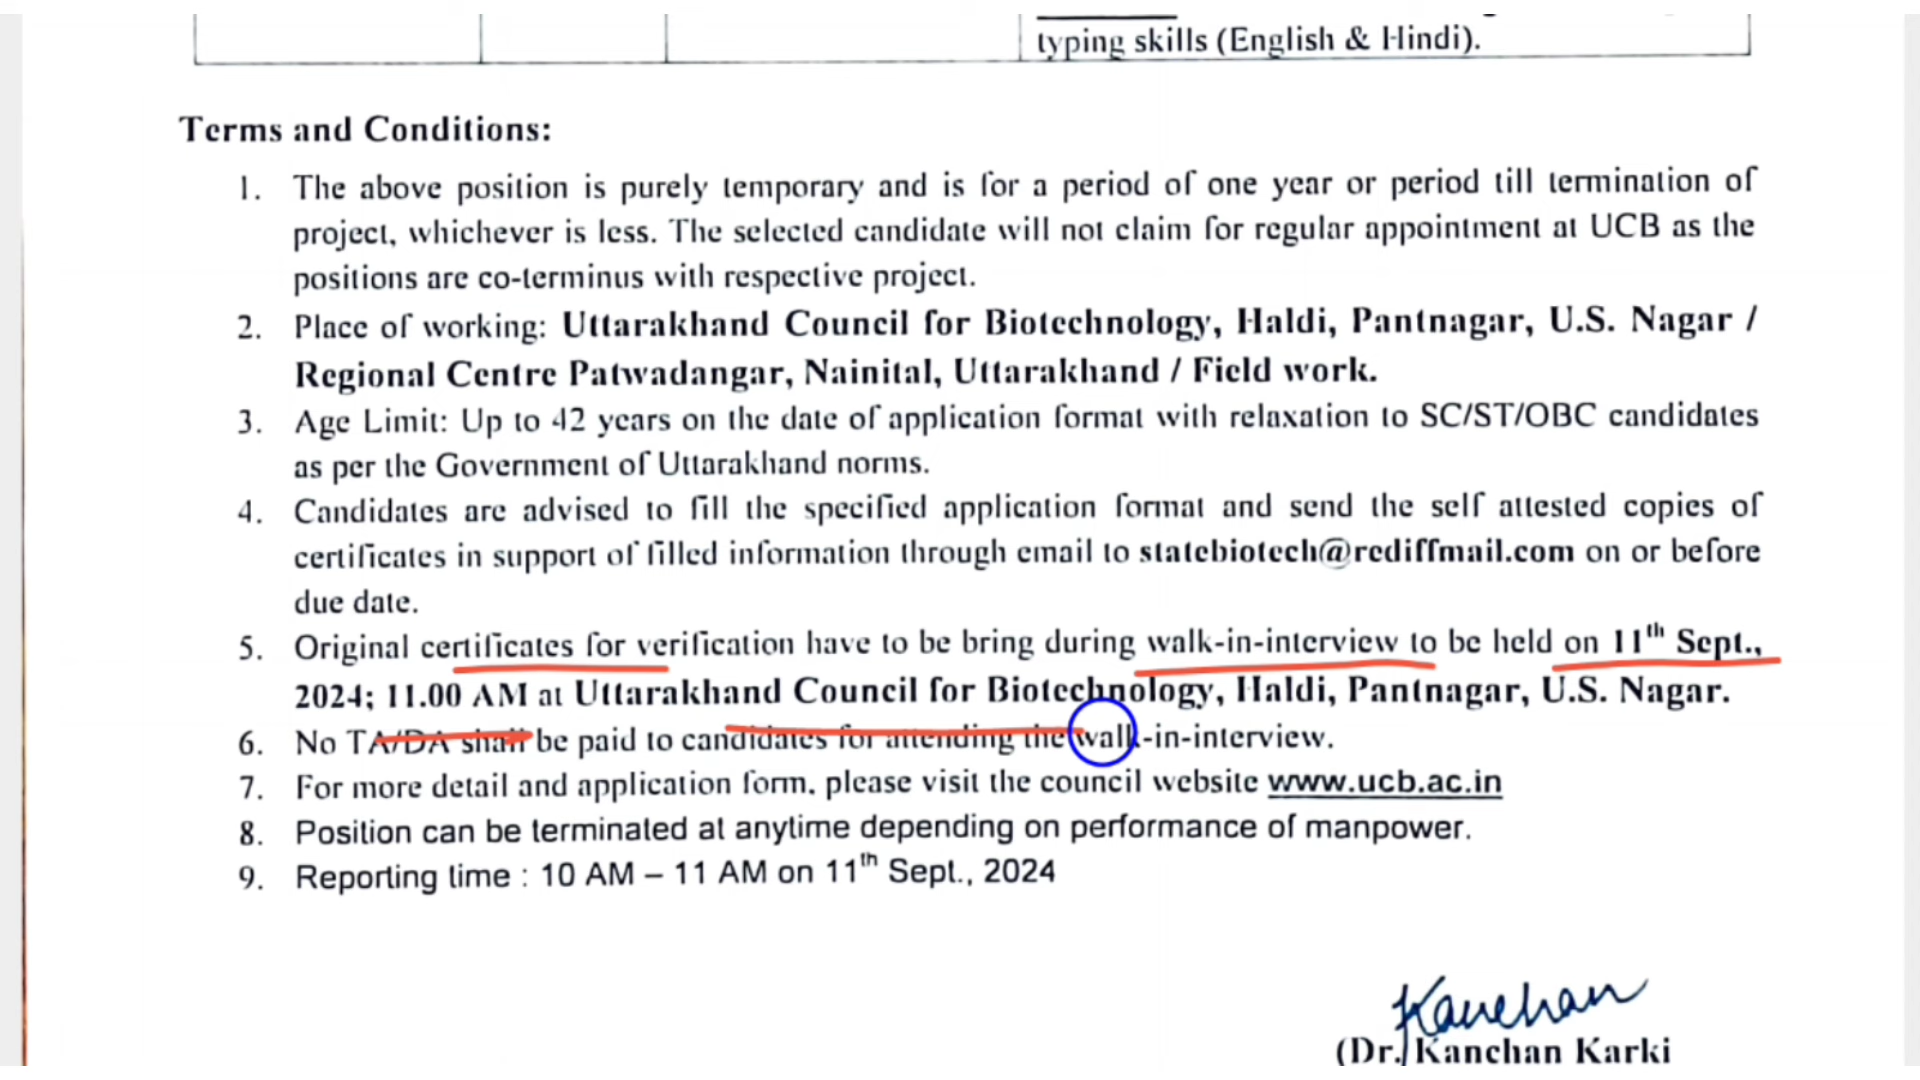 typing skills (English & Hindi).
Terms and Conditions:
1. The above position is purely temporary and is for a period of one year or period till termination of
project, whichever is less. The selected candidate will not claim for regular appointment at UCB as the
positions are co-terminus with respective project.
2. Place of working: Uttarakhand Council for Biotechnology, Haldi, Pantnagar, U.S. Nagar /
Regional Centre Patwadangar, Nainital, Uttarakhand / Field work.
3. Age Limit: Up to 42 years on the date of application format with relaxation to SC/ST/OBC candidates
as per the Government of Uttarakhand norms.
4. Candidates are advised to fill the specified application format and send the self attested copies of
certificates in support of filled information through email to statebiotech@rediffmail.com on or before
due date.
5. Original certificates for verification have to be bring during walk-in-interview to be held on 11th Sept.,
2024; 11.00 AM at Uttarakhand Council for Biotechnology, Haldi, Pantnagar, U.S. Nagar.
6. No TA/DA shall be paid to candidates for attending the walk-in-interview.
7. For more detail and application form, please visit the council website www.ucb.ac.in
8. Position can be terminated at anytime depending on performance of manpower.
9. Reporting time : 10 AM – 11 AM on 11th Sept., 2024
Kanchan
(Dr. Kanchan Karki